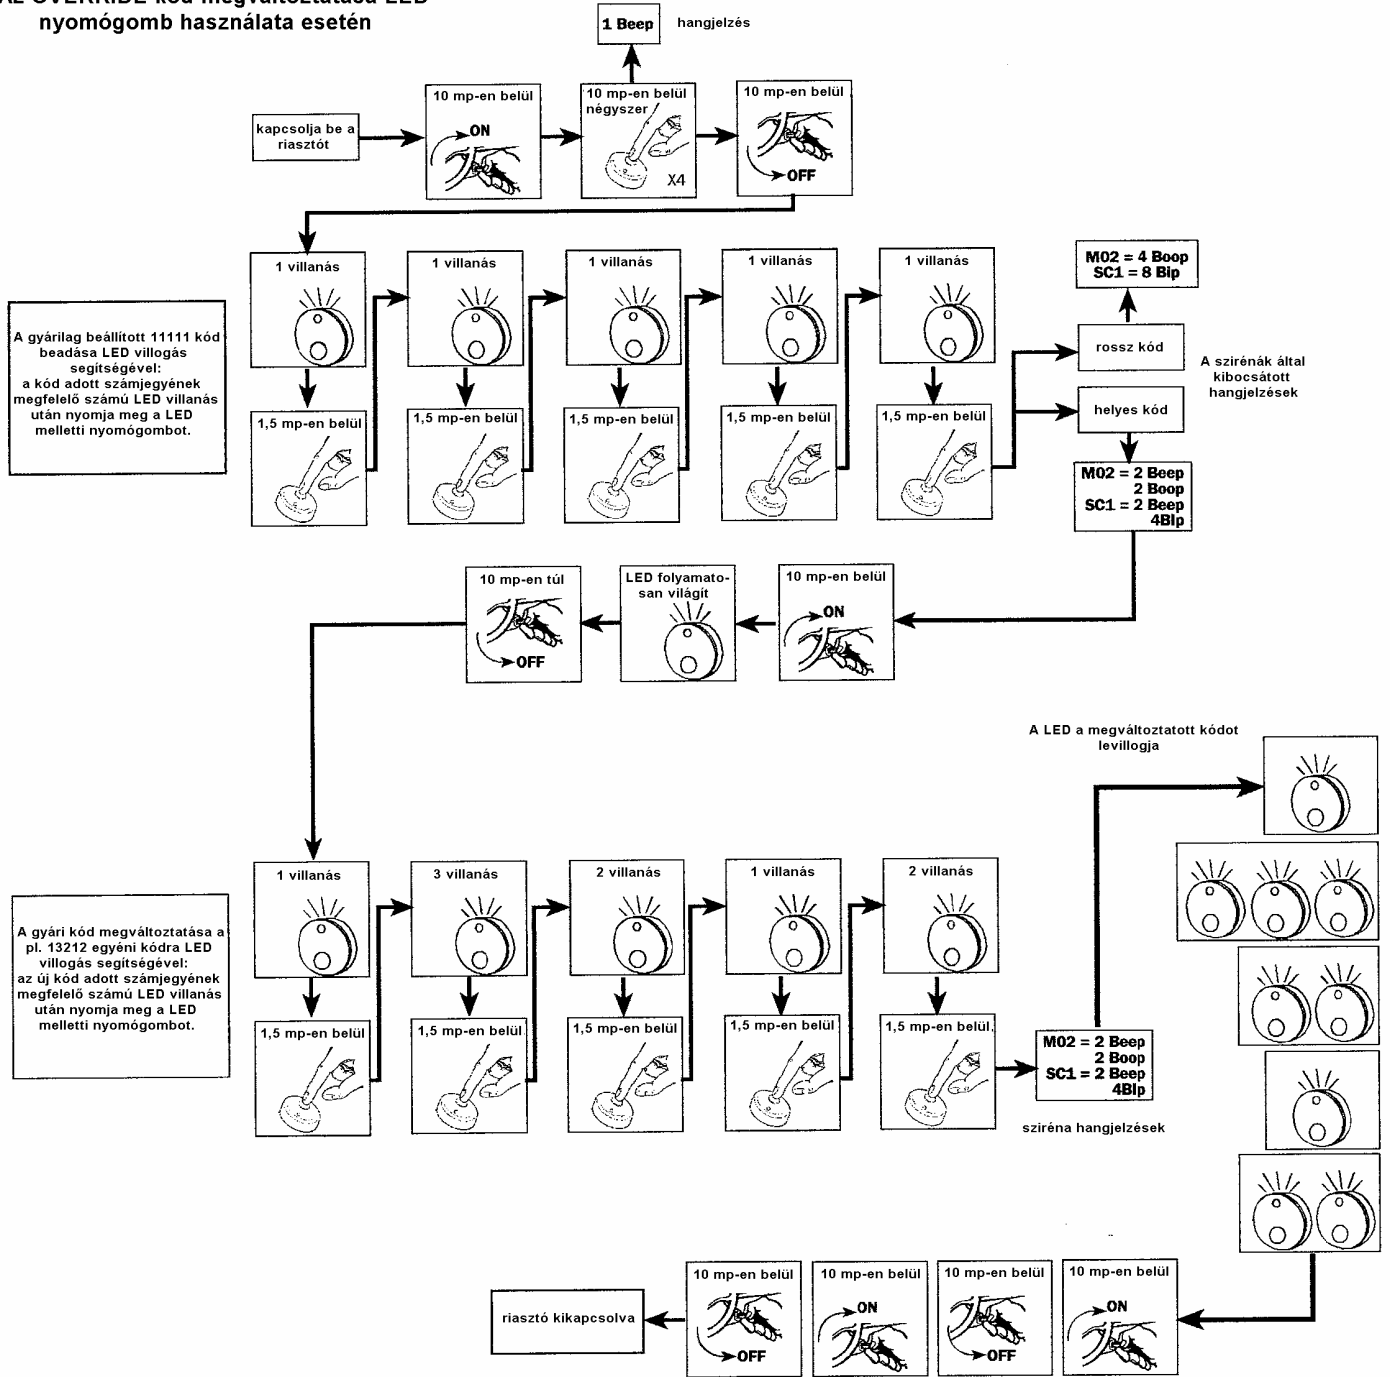 nyomógomb használata esetén
1 Beep
hangjelzés
kapcsolja be a
riasztót
10 mp-en belül
ON
10 mp-en belül
négyszer
X4
10 mp-en belül
OFF
1 villanás
1 villanás
1 villanás
1 villanás
1 villanás
A gyárilag beállított 11111 kód
beadása LED villogás
segítségével:
a kód adott számjegyének
megfelelő számú LED villanás
után nyomja meg a LED
melletti nyomógombot.
1,5 mp-en belül
1,5 mp-en belül
1,5 mp-en belül
1,5 mp-en belül
1,5 mp-en belül
M02 = 4 Boop
SC1 = 8 Bip
rossz kód
helyes kód
A szirénák által
kibocsátott
hangjelzések
M02 = 2 Beep
2 Boop
SC1 = 2 Beep
4Bip
10 mp-en túl
OFF
LED folyamato-
san világít
10 mp-en belül
ON
A LED a megváltoztatott kódot
levillogja
1 villanás
3 villanás
2 villanás
1 villanás
2 villanás
A gyári kód megváltoztatása a
pl. 13212 egyéni kódra LED
villogás segítségével:
az új kód adott számjegyének
megfelelő számú LED villanás
után nyomja meg a LED
melletti nyomógombot.
1,5 mp-en belül
1,5 mp-en belül
1,5 mp-en belül
1,5 mp-en belül
1,5 mp-en belül.
M02 = 2 Beep
2 Boop
SC1 = 2 Beep
4Bip
sziréna hangjelzések
riasztó kikapcsolva
10 mp-en belül
OFF
10 mp-en belül
ON
10 mp-en belül
OFF
10 mp-en belül
ON